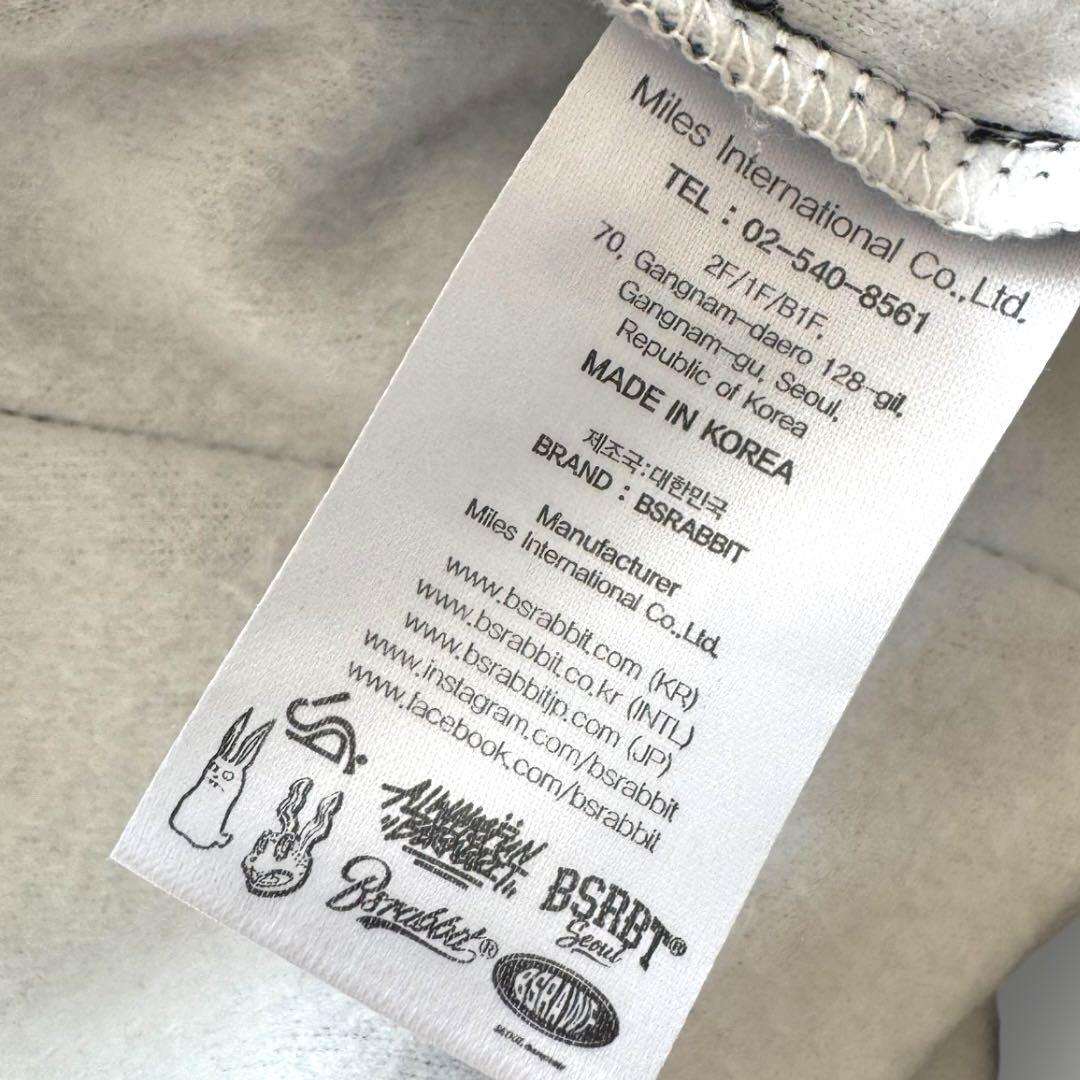 Miles International Co.,Ltd.
TEL : 02-540-8561
2F/1F/B1F,
70, Gangnam-daero 128-gil,
Gangnam-gu, Seoul,
Republic of Korea
MADE IN KOREA
제조국:대한민국
BRAND : BSRABBIT
Manufacturer
Miles International Co.,Ltd.
www.bsrabbit.com (KR)
www.bsrabbit.co.kr (INTL)
www.bsrabbitjp.com (JP)
www.instagram.com/bsrabbit
www.facebook.com/bsrabbit
Bsrabbit®
BSRBT®
Seoul